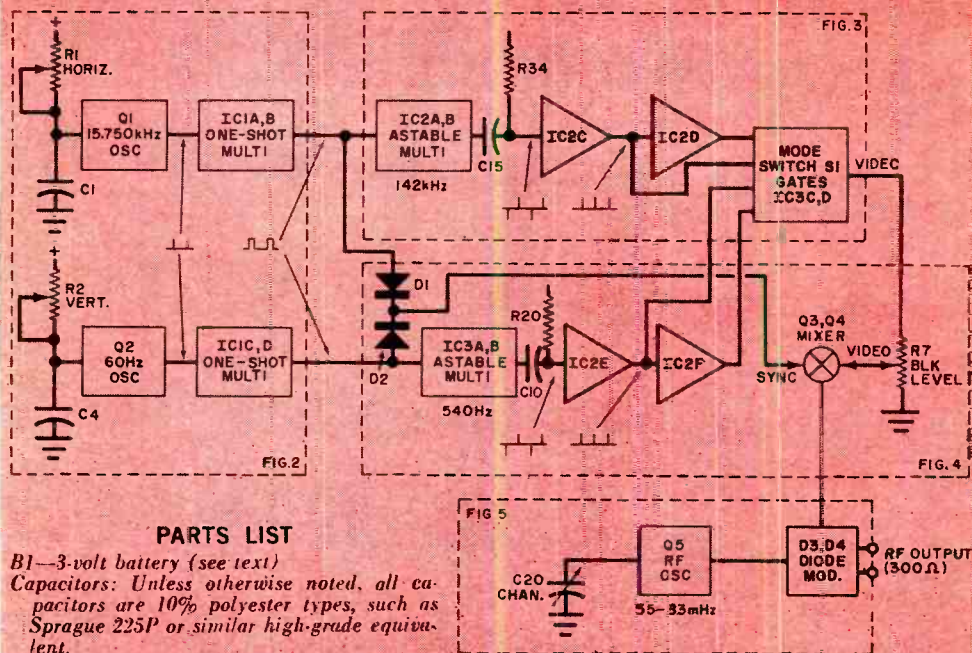 FIG.3
R1
HORIZ.
Q1
15.750kHz
OSC
IC1A,B
ONE-SHOT
MULTI
IC2A,B
ASTABLE
MULTI
142kHz
C15
R34
IC2C
IC2D
MODE
SWITCH S1
GATES
IC3C,D
VIDEO
C1
R2
VERT.
Q2
60Hz
OSC
IC1C,D
ONE-SHOT
MULTI
D1
D2
IC3A,B
ASTABLE
MULTI
540Hz
C10
R20
IC2E
IC2F
Q3,Q4
MIXER
VIDEO
SYNC
R7
BLK
LEVEL
C4
FIG.2
FIG.4
FIG 5
C20
CHAN.
Q5
RF
OSC
55-83mHz
D3,D4
DIODE
MOD.
RF OUTPUT
(300Ω)
PARTS LIST
B1—3-volt battery (see text)
Capacitors: Unless otherwise noted, all ca-
pacitors are 10% polyester types, such as
Sprague 225P or similar high-grade equiva-
lent.